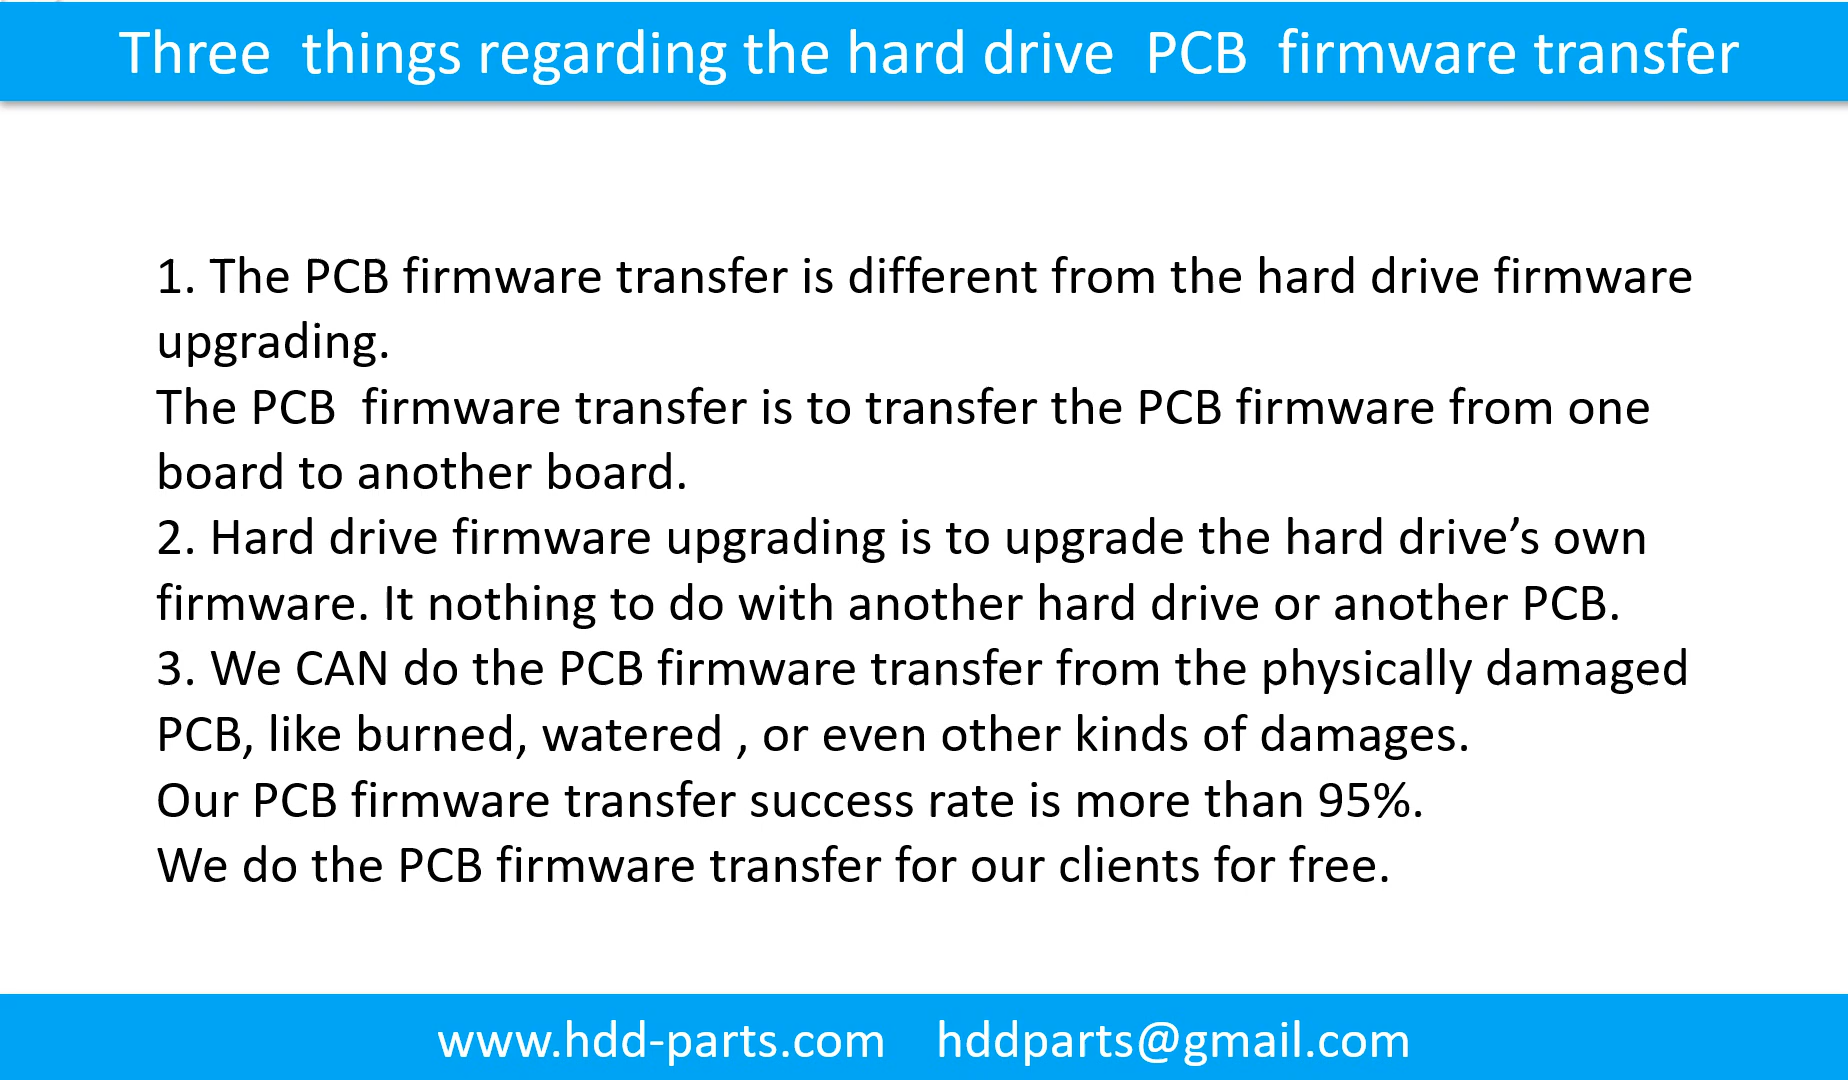 Three  things regarding the hard drive  PCB  firmware transfer
1. The PCB firmware transfer is different from the hard drive firmware
upgrading.
The PCB  firmware transfer is to transfer the PCB firmware from one
board to another board.
2. Hard drive firmware upgrading is to upgrade the hard drive’s own
firmware. It nothing to do with another hard drive or another PCB.
3. We CAN do the PCB firmware transfer from the physically damaged
PCB, like burned, watered , or even other kinds of damages.
Our PCB firmware transfer success rate is more than 95%.
We do the PCB firmware transfer for our clients for free.
www.hdd-parts.com    hddparts@gmail.com